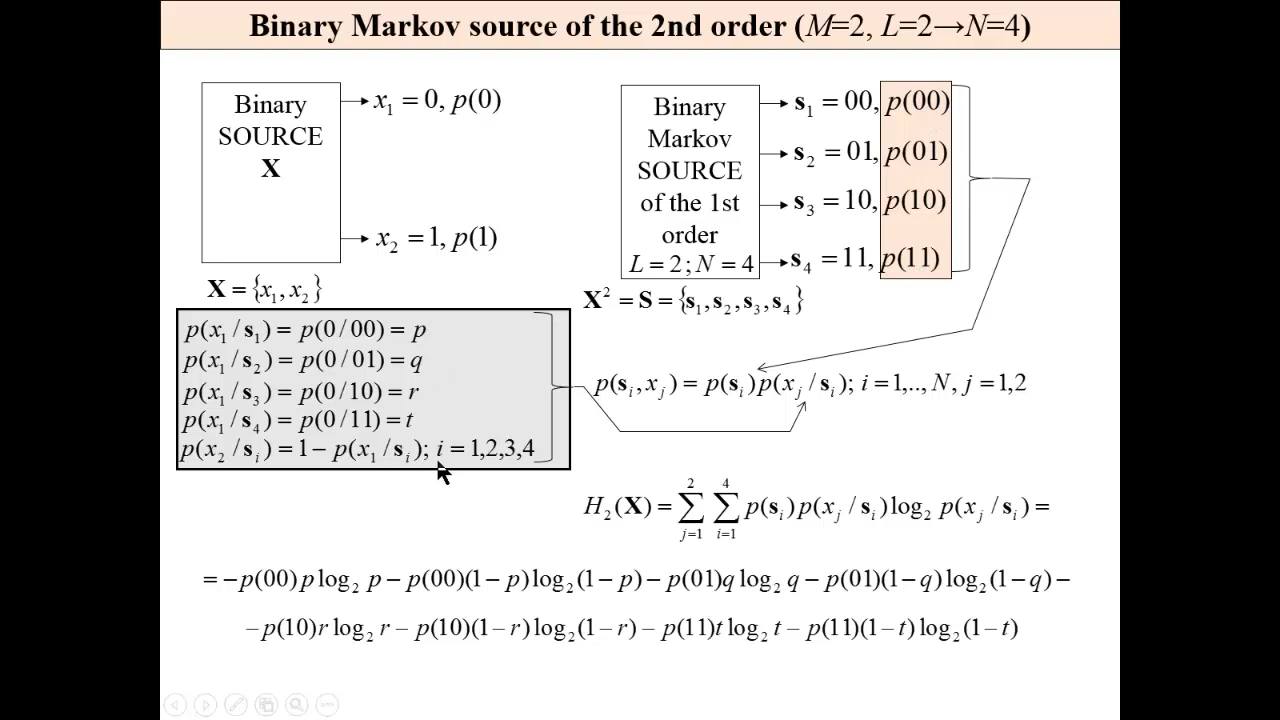 Binary Markov source of the 2nd order (M=2, L=2→N=4)
Binary
SOURCE
X
x₁ = 0, p(0)
x₂ = 1, p(1)
X = {x₁, x₂}
Binary
Markov
SOURCE
of the 1st
order
L = 2; N = 4
s₁ = 00, p(00)
s₂ = 01, p(01)
s₃ = 10, p(10)
s₄ = 11, p(11)
X² = S = {s₁, s₂, s₃, s₄}
p(x₁ / s₁) = p(0 / 00) = p
p(x₁ / s₂) = p(0 / 01) = q
p(x₁ / s₃) = p(0 / 10) = r
p(x₁ / s₄) = p(0 / 11) = t
p(x₂ / sᵢ) = 1 − p(x₁ / sᵢ); i = 1,2,3,4
p(sᵢ, xⱼ) = p(sᵢ)p(xⱼ / sᵢ); i = 1,.., N, j = 1,2
H₂(X) = ∑_{j=1}^{2} ∑_{i=1}^{4} p(sᵢ)p(xⱼ / sᵢ)log₂ p(xⱼ / sᵢ) =
= −p(00)p log₂ p − p(00)(1 − p)log₂(1 − p) − p(01)q log₂ q − p(01)(1 − q)log₂(1 − q) −
− p(10)r log₂ r − p(10)(1 − r)log₂(1 − r) − p(11)t log₂ t − p(11)(1 − t)log₂(1 − t)